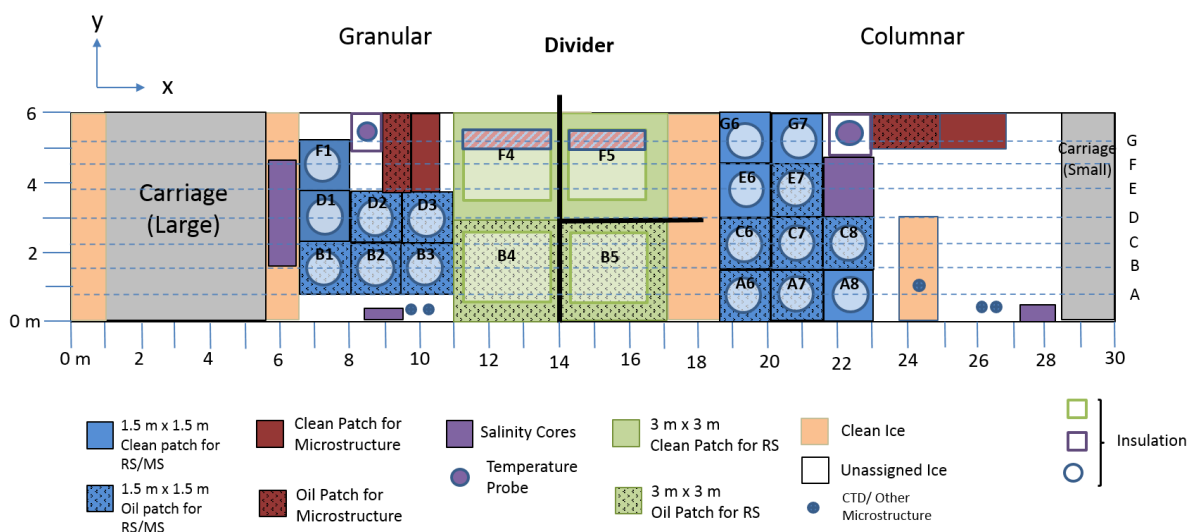 y
x
Granular
Divider
Columnar
6
4
2
0 m
Carriage
(Large)
F1
D1
D2
D3
B1
B2
B3
F4
F5
B4
B5
G6
G7
E6
E7
C6
C7
C8
A6
A7
A8
Carriage
(Small)
G
F
E
D
C
B
A
0 m
2
4
6
8
10
12
14
16
18
20
22
24
26
28
30
1.5 m x 1.5 m
Clean patch for
RS/MS
1.5 m x 1.5 m
Oil patch for
RS/MS
Clean Patch for
Microstructure
Oil Patch for
Microstructure
Salinity Cores
Temperature
Probe
3 m x 3 m
Clean Patch for RS
3 m x 3 m
Oil Patch for RS
Clean Ice
Unassigned Ice
CTD/ Other
Microstructure
Insulation